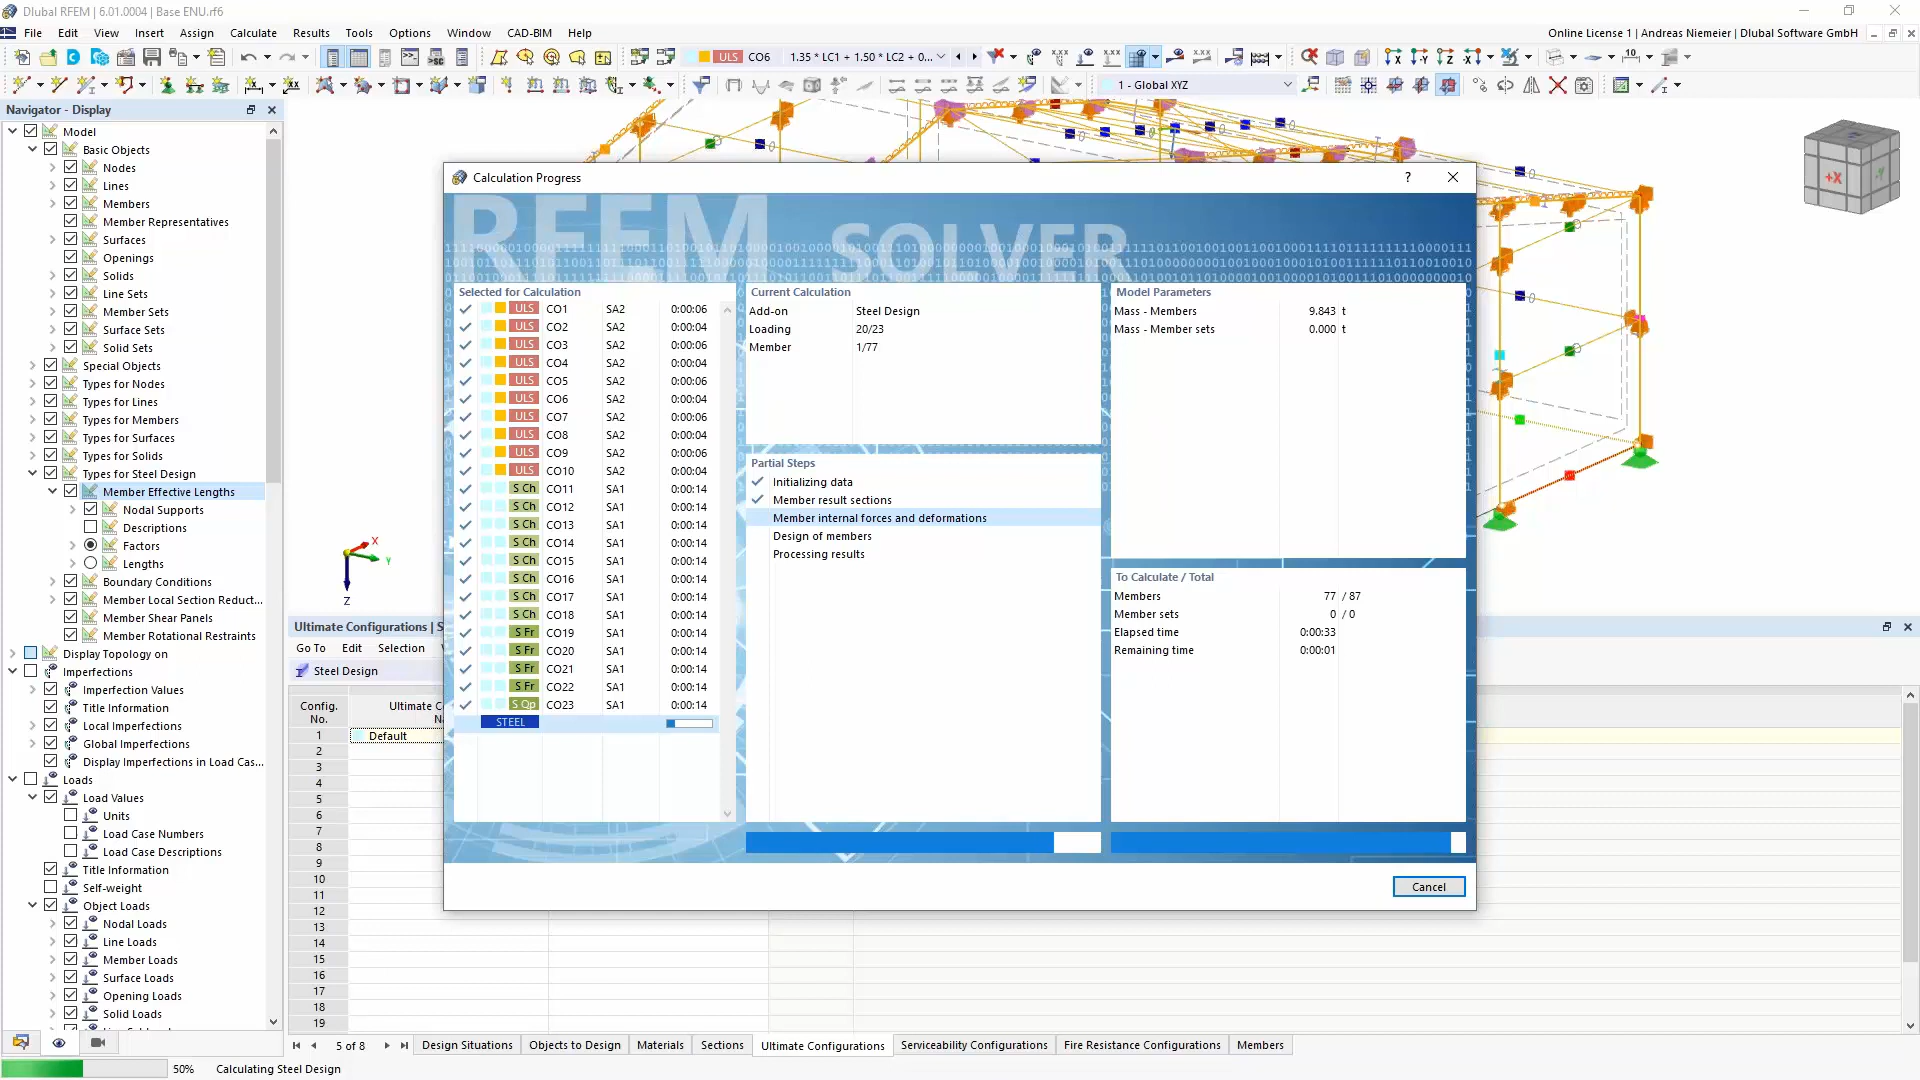 Dlubal RFEM | 6.01.0004 | Base ENU.rf6
File Edit View Insert Assign Calculate Results Tools Options Window CAD-BIM Help
Online License 1 | Andreas Niemeier | Dlubal Software GmbH
ULS CO6 1.35 * LC1 + 1.50 * LC2 + 0...
1 - Global XYZ
Navigator - Display
Model
Basic Objects
Nodes
Lines
Members
Member Representatives
Surfaces
Openings
Solids
Line Sets
Member Sets
Surface Sets
Solid Sets
Special Objects
Types for Nodes
Types for Lines
Types for Members
Types for Surfaces
Types for Solids
Types for Steel Design
Member Effective Lengths
Nodal Supports
Descriptions
Factors
Lengths
Boundary Conditions
Member Local Section Reduct...
Member Shear Panels
Member Rotational Restraints
Display Topology on
Imperfections
Imperfection Values
Title Information
Local Imperfections
Global Imperfections
Display Imperfections in Load Cas...
Loads
Load Values
Units
Load Case Numbers
Load Case Descriptions
Title Information
Self-weight
Object Loads
Nodal Loads
Line Loads
Member Loads
Surface Loads
Opening Loads
Solid Loads
X
Y
Z
+X
Calculation Progress
?
RFEM SOLVER
Selected for Calculation
ULS CO1 SA2 0:00:06
ULS CO2 SA2 0:00:04
ULS CO3 SA2 0:00:06
ULS CO4 SA2 0:00:04
ULS CO5 SA2 0:00:06
ULS CO6 SA2 0:00:04
ULS CO7 SA2 0:00:06
ULS CO8 SA2 0:00:04
ULS CO9 SA2 0:00:06
ULS CO10 SA2 0:00:04
S Ch CO11 SA1 0:00:14
S Ch CO12 SA1 0:00:14
S Ch CO13 SA1 0:00:14
S Ch CO14 SA1 0:00:14
S Ch CO15 SA1 0:00:14
S Ch CO16 SA1 0:00:14
S Ch CO17 SA1 0:00:14
S Ch CO18 SA1 0:00:14
S Fr CO19 SA1 0:00:14
S Fr CO20 SA1 0:00:14
S Fr CO21 SA1 0:00:14
S Fr CO22 SA1 0:00:14
S Qp CO23 SA1 0:00:14
STEEL
Current Calculation
Add-on Steel Design
Loading 20/23
Member 1/77
Partial Steps
Initializing data
Member result sections
Member internal forces and deformations
Design of members
Processing results
Model Parameters
Mass - Members 9.843 t
Mass - Member sets 0.000 t
To Calculate / Total
Members 77 / 87
Member sets 0 / 0
Elapsed time 0:00:33
Remaining time 0:00:01
Cancel
Ultimate Configurations | S
Go To Edit Selection
Steel Design
Config. No.
Ultimate C
1 Default
2
3
4
5
6
7
8
9
10
11
12
13
14
15
16
17
18
19
5 of 8 Design Situations Objects to Design Materials Sections Ultimate Configurations Serviceability Configurations Fire Resistance Configurations Members
50% Calculating Steel Design